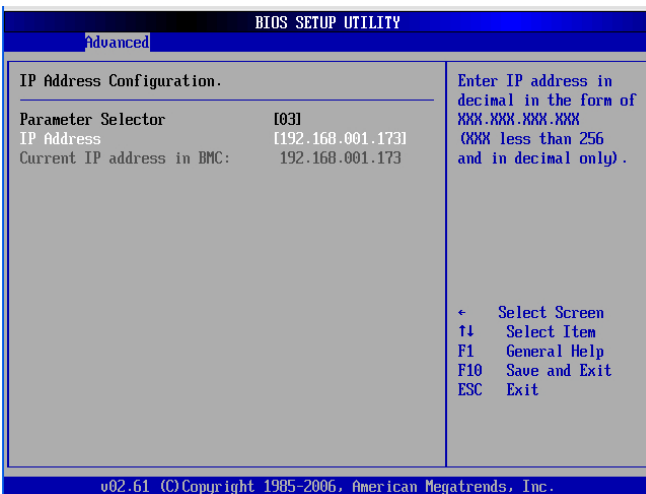 BIOS SETUP UTILITY
Advanced
IP Address Configuration.
Parameter Selector [03]
IP Address [192.168.001.173]
Current IP address in BMC: 192.168.001.173
Enter IP address in
decimal in the form of
XXX.XXX.XXX.XXX
(XXX less than 256
and in decimal only).
← Select Screen
↑↓ Select Item
F1 General Help
F10 Save and Exit
ESC Exit
v02.61 (C)Copyright 1985-2006, American Megatrends, Inc.